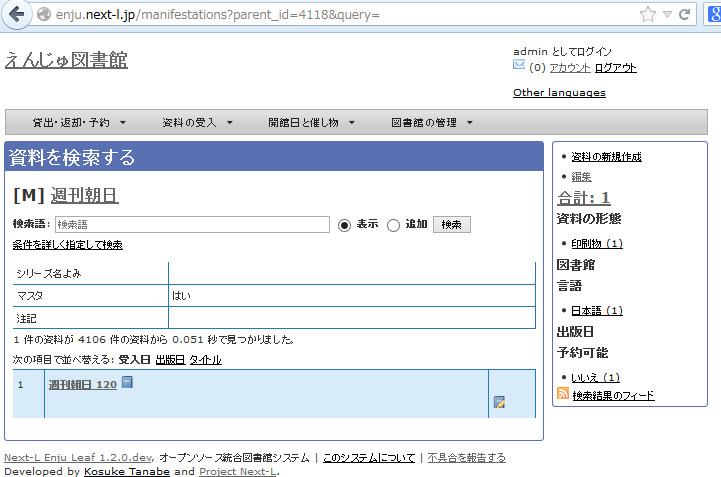 enju.next-l.jp/manifestations?parent_id=4118&query=
えんじゅ図書館
admin としてログイン
(0) アカウント ログアウト
Other languages
貸出・返却・予約 資料の受入 開館日と催し物 図書館の管理
資料を検索する
[M] 週刊朝日
検索語: 検索語 表示 追加 検索
条件を詳しく指定して検索
シリーズ名よみ
マスタ はい
注記
1 件の資料が 4106 件の資料から 0.051 秒で見つかりました。
次の項目で並べ替える: 受入日 出版日 タイトル
1 週刊朝日 120
資料の新規作成
編集
合計: 1
資料の形態
印刷物 (1)
図書館
言語
日本語 (1)
出版日
予約可能
いいえ (1)
検索結果のフィード
Next-L Enju Leaf 1.2.0.dev, オープンソース統合図書館システム | このシステムについて | 不具合を報告する
Developed by Kosuke Tanabe and Project Next-L.